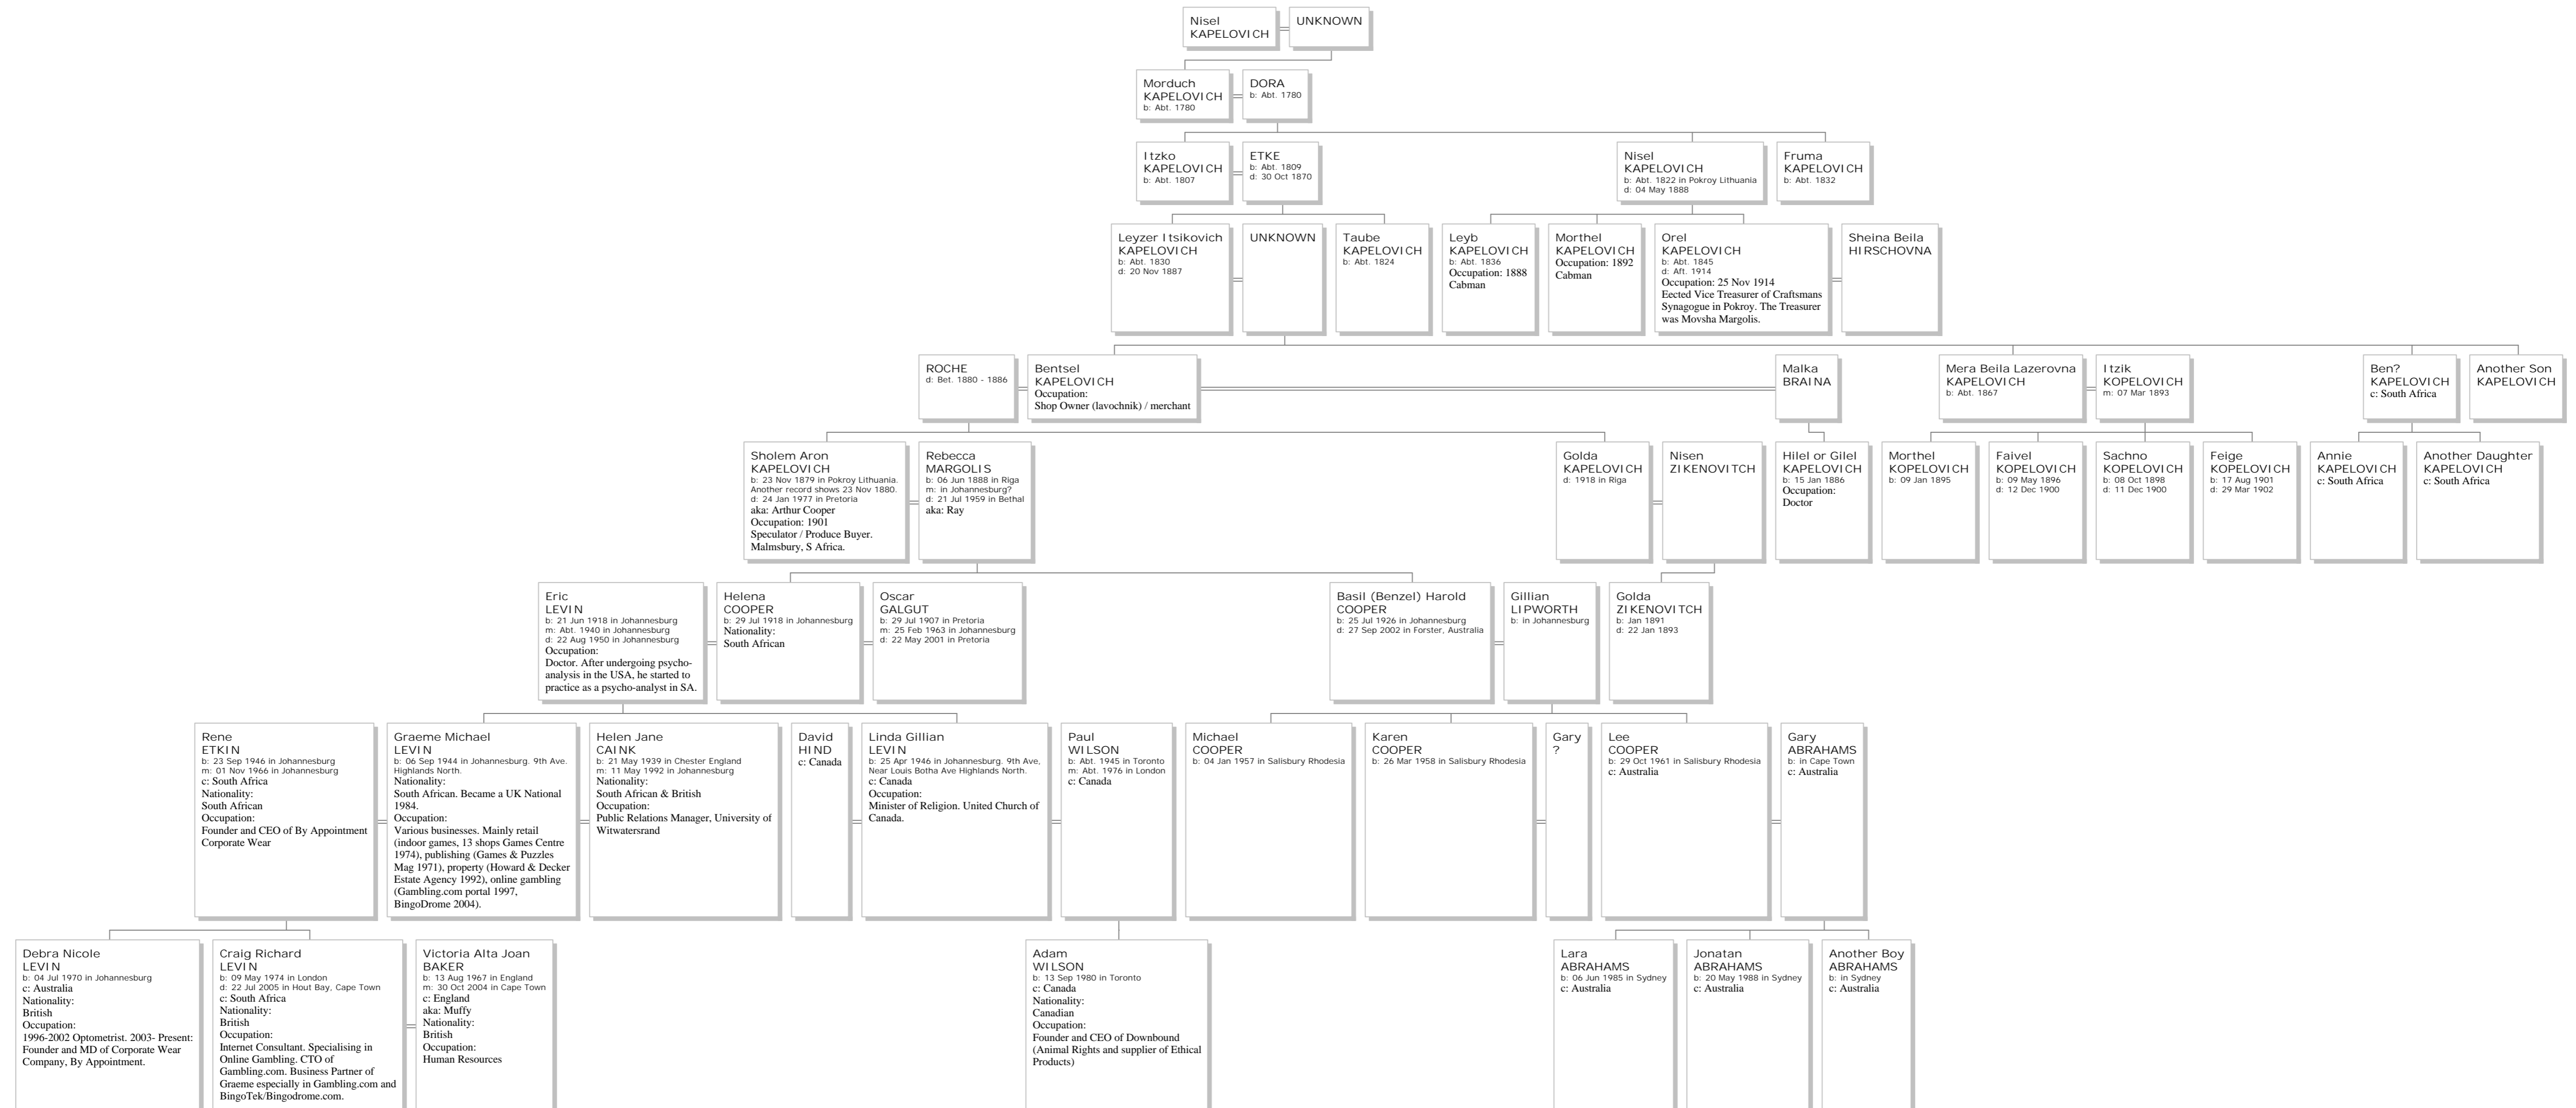 Nisel
KAPELOVICH
UNKNOWN
Morduch
KAPELOVICH
b: Abt. 1780
DORA
b: Abt. 1780
Itzko
KAPELOVICH
b: Abt. 1807
ETKE
b: Abt. 1809
d: 30 Oct 1870
Nisel
KAPELOVICH
b: Abt. 1822 in Pokroy Lithuania
d: 04 May 1888
Fruma
KAPELOVICH
b: Abt. 1832
Leyzer Itsikovich
KAPELOVICH
b: Abt. 1830
d: 20 Nov 1887
UNKNOWN
Taube
KAPELOVICH
b: Abt. 1824
Leyb
KAPELOVICH
b: Abt. 1836
Occupation: 1888
Cabman
Morthel
KAPELOVICH
Occupation: 1892
Cabman
Orel
KAPELOVICH
b: Abt. 1845
d: Aft. 1914
Occupation: 25 Nov 1914
Eected Vice Treasurer of Craftsmans
Synagogue in Pokroy. The Treasurer
was Movsha Margolis.
Sheina Beila
HIRSCHOVNA
ROCHE
d: Bet. 1880 - 1886
Bentsel
KAPELOVICH
Occupation:
Shop Owner (lavochnik) / merchant
Malka
BRAINA
Mera Beila Lazerovna
KAPELOVICH
b: Abt. 1867
Itzik
KOPELOVICH
m: 07 Mar 1893
Ben?
KAPELOVICH
c: South Africa
Another Son
KAPELOVICH
Sholem Aron
KAPELOVICH
b: 23 Nov 1879 in Pokroy Lithuania.
Another record shows 23 Nov 1880.
d: 24 Jan 1977 in Pretoria
aka: Arthur Cooper
Occupation: 1901
Speculator / Produce Buyer.
Malmsbury, S Africa.
Rebecca
MARGOLIS
b: 06 Jun 1888 in Riga
m: in Johannesburg?
d: 21 Jul 1959 in Bethal
aka: Ray
Golda
KAPELOVICH
d: 1918 in Riga
Nisen
ZIKENOVITCH
Hilel or Gilel
KAPELOVICH
b: 15 Jan 1886
Occupation:
Doctor
Morthel
KOPELOVICH
b: 09 Jan 1895
Faivel
KOPELOVICH
b: 09 May 1896
d: 12 Dec 1900
Sachno
KOPELOVICH
b: 08 Oct 1898
d: 11 Dec 1900
Feige
KOPELOVICH
b: 17 Aug 1901
d: 29 Mar 1902
Annie
KAPELOVICH
c: South Africa
Another Daughter
KAPELOVICH
c: South Africa
Eric
LEVIN
b: 21 Jun 1918 in Johannesburg
m: Abt. 1940 in Johannesburg
d: 22 Aug 1950 in Johannesburg
Occupation:
Doctor. After undergoing psycho-
analysis in the USA, he started to
practice as a psycho-analyst in SA.
Helena
COOPER
b: 29 Jul 1918 in Johannesburg
Nationality:
South African
Oscar
GALGUT
b: 29 Jul 1907 in Pretoria
m: 25 Feb 1963 in Johannesburg
d: 22 May 2001 in Pretoria
Basil (Benzel) Harold
COOPER
b: 25 Jul 1926 in Johannesburg
d: 27 Sep 2002 in Forster, Australia
Gillian
LIPWORTH
b: in Johannesburg
Golda
ZIKENOVITCH
b: Jan 1891
d: 22 Jan 1893
Rene
ETKIN
b: 23 Sep 1946 in Johannesburg
m: 01 Nov 1966 in Johannesburg
c: South Africa
Nationality:
South African
Occupation:
Founder and CEO of By Appointment
Corporate Wear
Graeme Michael
LEVIN
b: 06 Sep 1944 in Johannesburg. 9th Ave.
Highlands North.
Nationality:
South African. Became a UK National
1984.
Occupation:
Various businesses. Mainly retail
(indoor games, 13 shops Games Centre
1974), publishing (Games & Puzzles
Mag 1971), property (Howard & Decker
Estate Agency 1992), online gambling
(Gambling.com portal 1997,
BingoDrome 2004).
Helen Jane
CAINK
b: 21 May 1939 in Chester England
m: 11 May 1992 in Johannesburg
Nationality:
South African & British
Occupation:
Public Relations Manager, University of
Witwatersrand
David
HIND
c: Canada
Linda Gillian
LEVIN
b: 25 Apr 1946 in Johannesburg. 9th Ave,
Near Louis Botha Ave Highlands North.
c: Canada
Occupation:
Minister of Religion. United Church of
Canada.
Paul
WILSON
b: Abt. 1945 in Toronto
m: Abt. 1976 in London
c: Canada
Michael
COOPER
b: 04 Jan 1957 in Salisbury Rhodesia
Karen
COOPER
b: 26 Mar 1958 in Salisbury Rhodesia
Gary
?
Lee
COOPER
b: 29 Oct 1961 in Salisbury Rhodesia
c: Australia
Gary
ABRAHAMS
b: in Cape Town
c: Australia
Debra Nicole
LEVIN
b: 04 Jul 1970 in Johannesburg
c: Australia
Nationality:
British
Occupation:
1996-2002 Optometrist. 2003- Present:
Founder and MD of Corporate Wear
Company, By Appointment.
Craig Richard
LEVIN
b: 09 May 1974 in London
d: 22 Jul 2005 in Hout Bay, Cape Town
c: South Africa
Nationality:
British
Occupation:
Internet Consultant. Specialising in
Online Gambling. CTO of
Gambling.com. Business Partner of
Graeme especially in Gambling.com and
BingoTek/Bingodrome.com.
Victoria Alta Joan
BAKER
b: 13 Aug 1967 in England
m: 30 Oct 2004 in Cape Town
c: England
aka: Muffy
Nationality:
British
Occupation:
Human Resources
Adam
WILSON
b: 13 Sep 1980 in Toronto
c: Canada
Nationality:
Canadian
Occupation:
Founder and CEO of Downbound
(Animal Rights and supplier of Ethical
Products)
Lara
ABRAHAMS
b: 06 Jun 1985 in Sydney
c: Australia
Jonatan
ABRAHAMS
b: 20 May 1988 in Sydney
c: Australia
Another Boy
ABRAHAMS
b: in Sydney
c: Australia